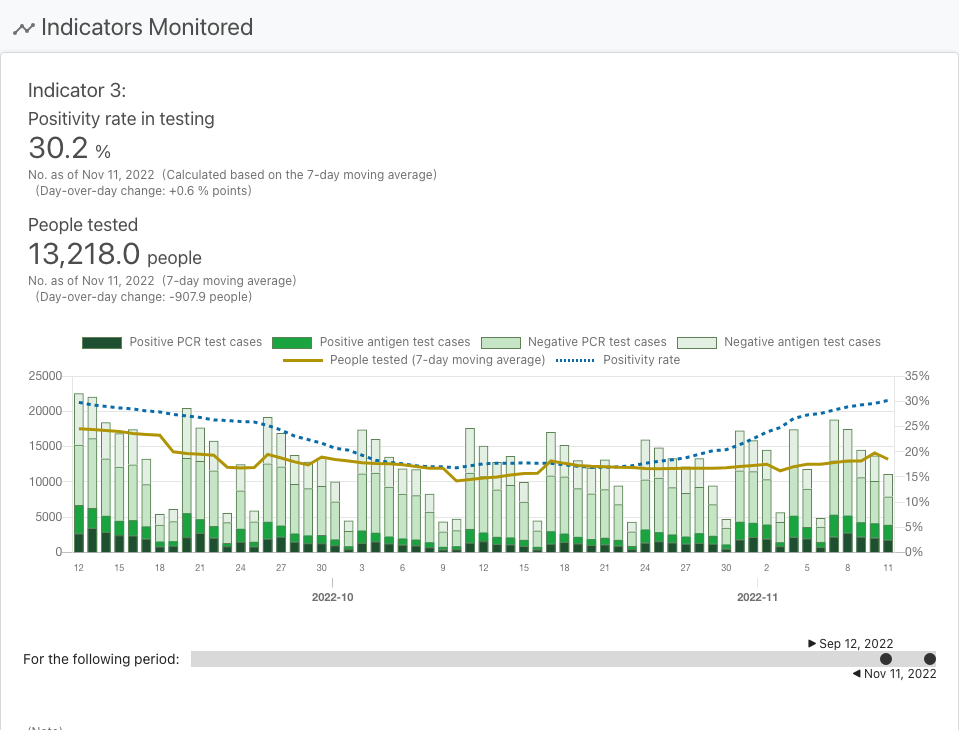 Indicators Monitored
Indicator 3:
Positivity rate in testing
30.2 %
No. as of Nov 11, 2022 (Calculated based on the 7-day moving average)
(Day-over-day change: +0.6 % points)
People tested
13,218.0 people
No. as of Nov 11, 2022 (7-day moving average)
(Day-over-day change: -907.9 people)
Positive PCR test cases Positive antigen test cases Negative PCR test cases Negative antigen test cases
People tested (7-day moving average) Positivity rate
25000 35%
20000 30%
25%
15000 20%
10000 15%
10%
5000 5%
0 0%
12 15 18 21 24 27 30 3 6 9 12 15 18 21 24 27 30 2 5 8 11
2022-10 2022-11
▶ Sep 12, 2022
For the following period:
◀ Nov 11, 2022
(Note)